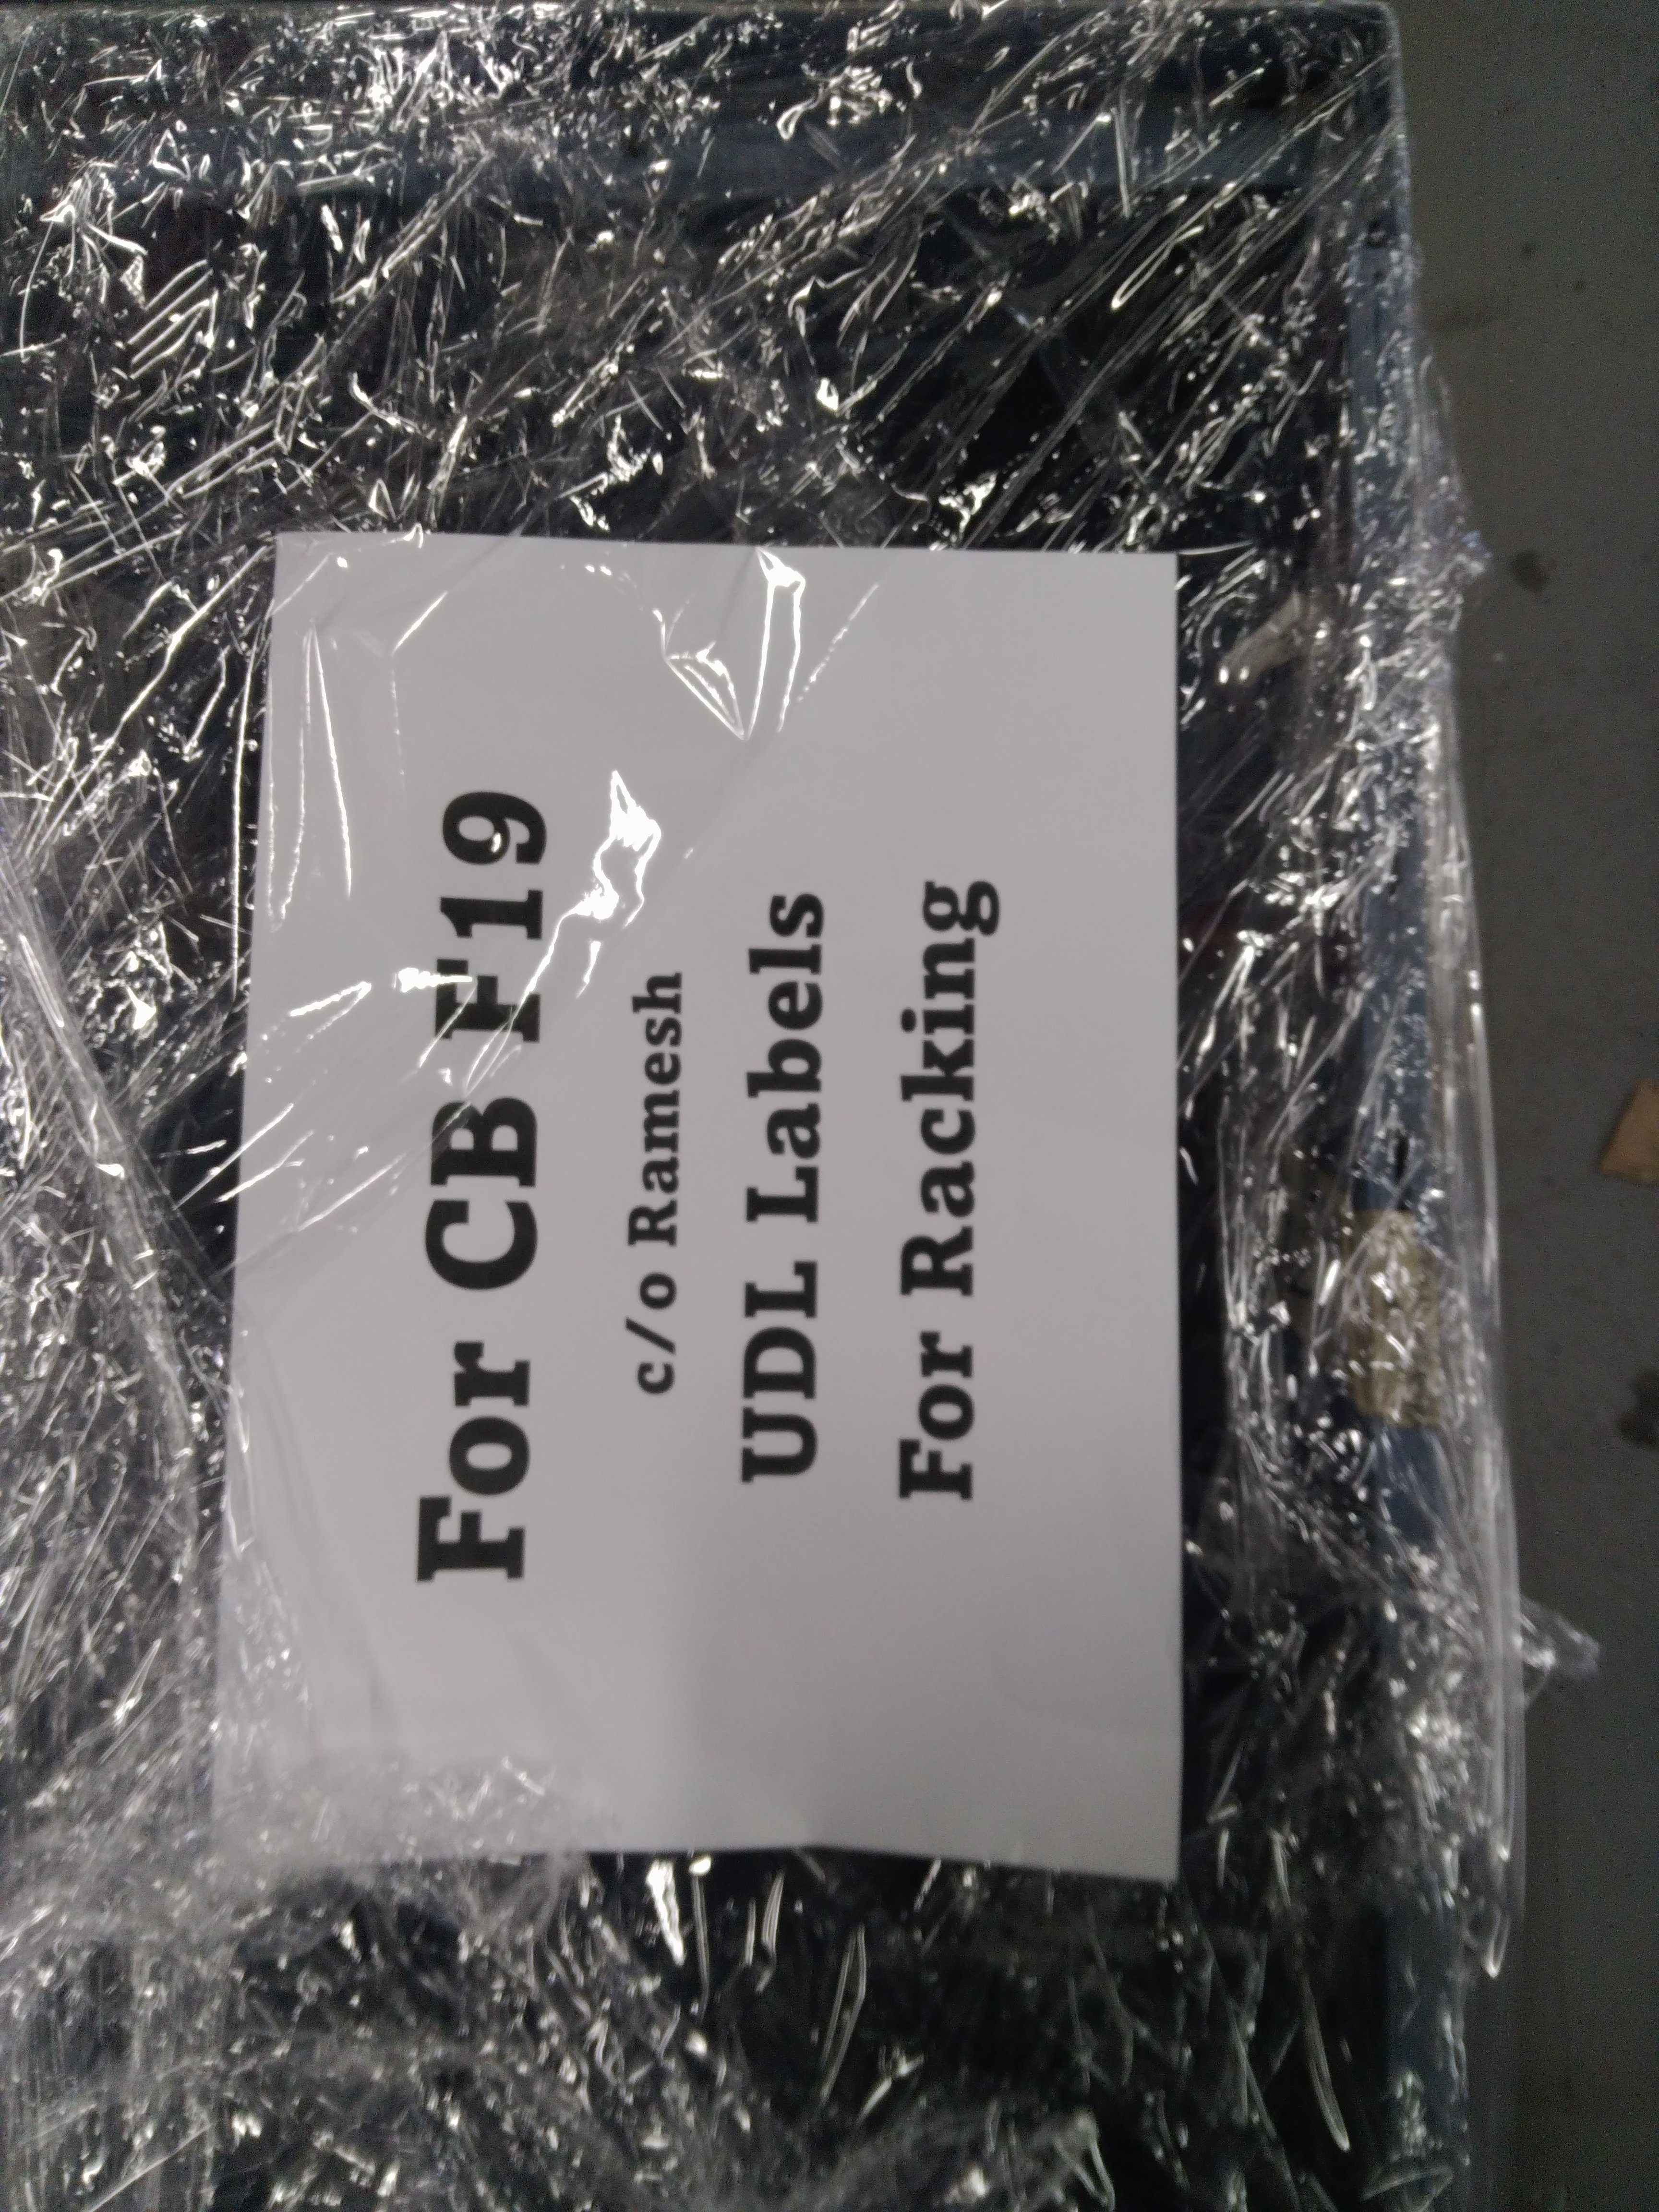 For CB F19
c/o Ramesh
UDL Labels
For Racking